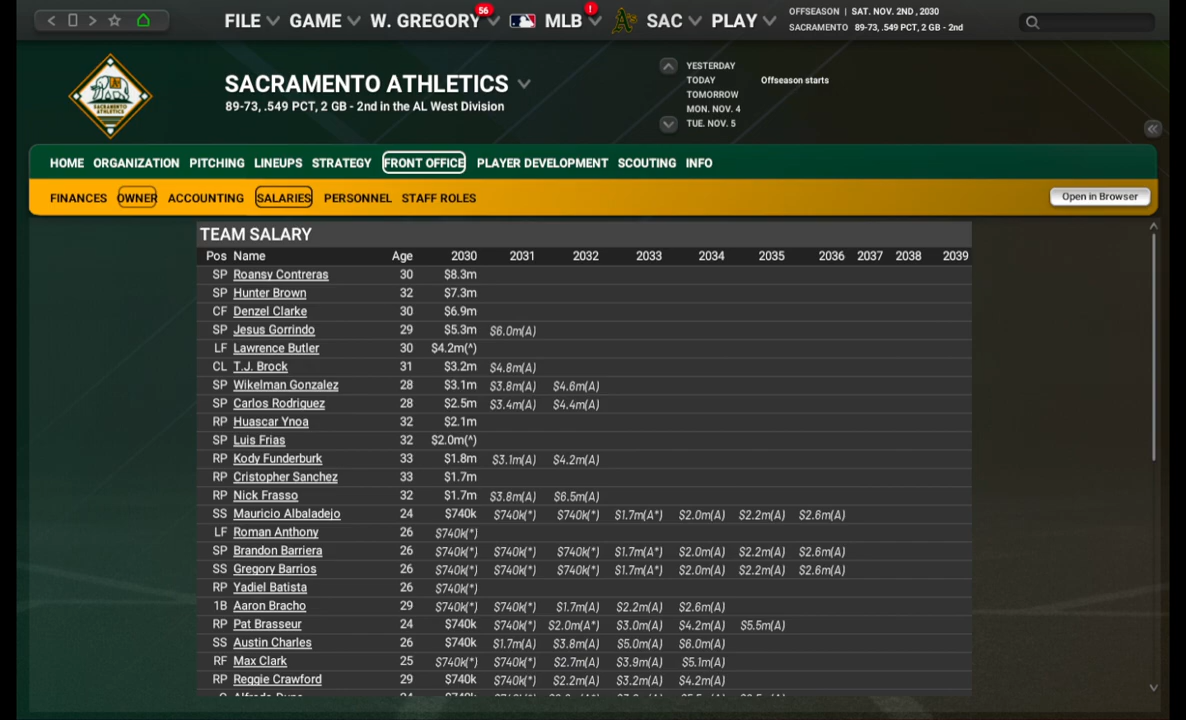 FILE GAME W. GREGORY 56 MLB ! SAC PLAY
OFFSEASON | SAT. NOV. 2ND , 2030
SACRAMENTO 89-73, .549 PCT, 2 GB - 2nd
SACRAMENTO ATHLETICS
89-73, .549 PCT, 2 GB - 2nd in the AL West Division
YESTERDAY
TODAY Offseason starts
TOMORROW
MON. NOV. 4
TUE. NOV. 5
HOME ORGANIZATION PITCHING LINEUPS STRATEGY FRONT OFFICE PLAYER DEVELOPMENT SCOUTING INFO
FINANCES OWNER ACCOUNTING SALARIES PERSONNEL STAFF ROLES Open in Browser
TEAM SALARY
Pos Name Age 2030 2031 2032 2033 2034 2035 2036 2037 2038 2039
SP Roansy Contreras 30 $8.3m
SP Hunter Brown 32 $7.3m
CF Denzel Clarke 30 $6.9m
SP Jesus Gorrindo 29 $5.3m $6.0m(A)
LF Lawrence Butler 30 $4.2m(^)
CL T.J. Brock 31 $3.2m $4.8m(A)
SP Wikelman Gonzalez 28 $3.1m $3.8m(A) $4.6m(A)
SP Carlos Rodriguez 28 $2.5m $3.4m(A) $4.4m(A)
RP Huascar Ynoa 32 $2.1m
SP Luis Frias 32 $2.0m(^)
RP Kody Funderburk 33 $1.8m $3.1m(A) $4.2m(A)
RP Cristopher Sanchez 33 $1.7m
RP Nick Frasso 32 $1.7m $3.8m(A) $6.5m(A)
SS Mauricio Albaladejo 24 $740k $740k(*) $740k(*) $1.7m(A*) $2.0m(A) $2.2m(A) $2.6m(A)
LF Roman Anthony 26 $740k(*)
SP Brandon Barriera 26 $740k(*) $740k(*) $740k(*) $1.7m(A*) $2.0m(A) $2.2m(A) $2.6m(A)
SS Gregory Barrios 26 $740k(*) $740k(*) $740k(*) $1.7m(A*) $2.0m(A) $2.2m(A) $2.6m(A)
RP Yadiel Batista 26 $740k(*)
1B Aaron Bracho 29 $740k(*) $740k(*) $1.7m(A) $2.2m(A) $2.6m(A)
RP Pat Brasseur 24 $740k $740k(*) $2.0m(A*) $3.0m(A) $4.2m(A) $5.5m(A)
SS Austin Charles 26 $740k $1.7m(A) $3.8m(A) $5.0m(A) $6.0m(A)
RF Max Clark 25 $740k(*) $740k(*) $2.7m(A) $3.9m(A) $5.1m(A)
RP Reggie Crawford 29 $740k $740k(*) $2.2m(A) $3.2m(A) $4.2m(A)